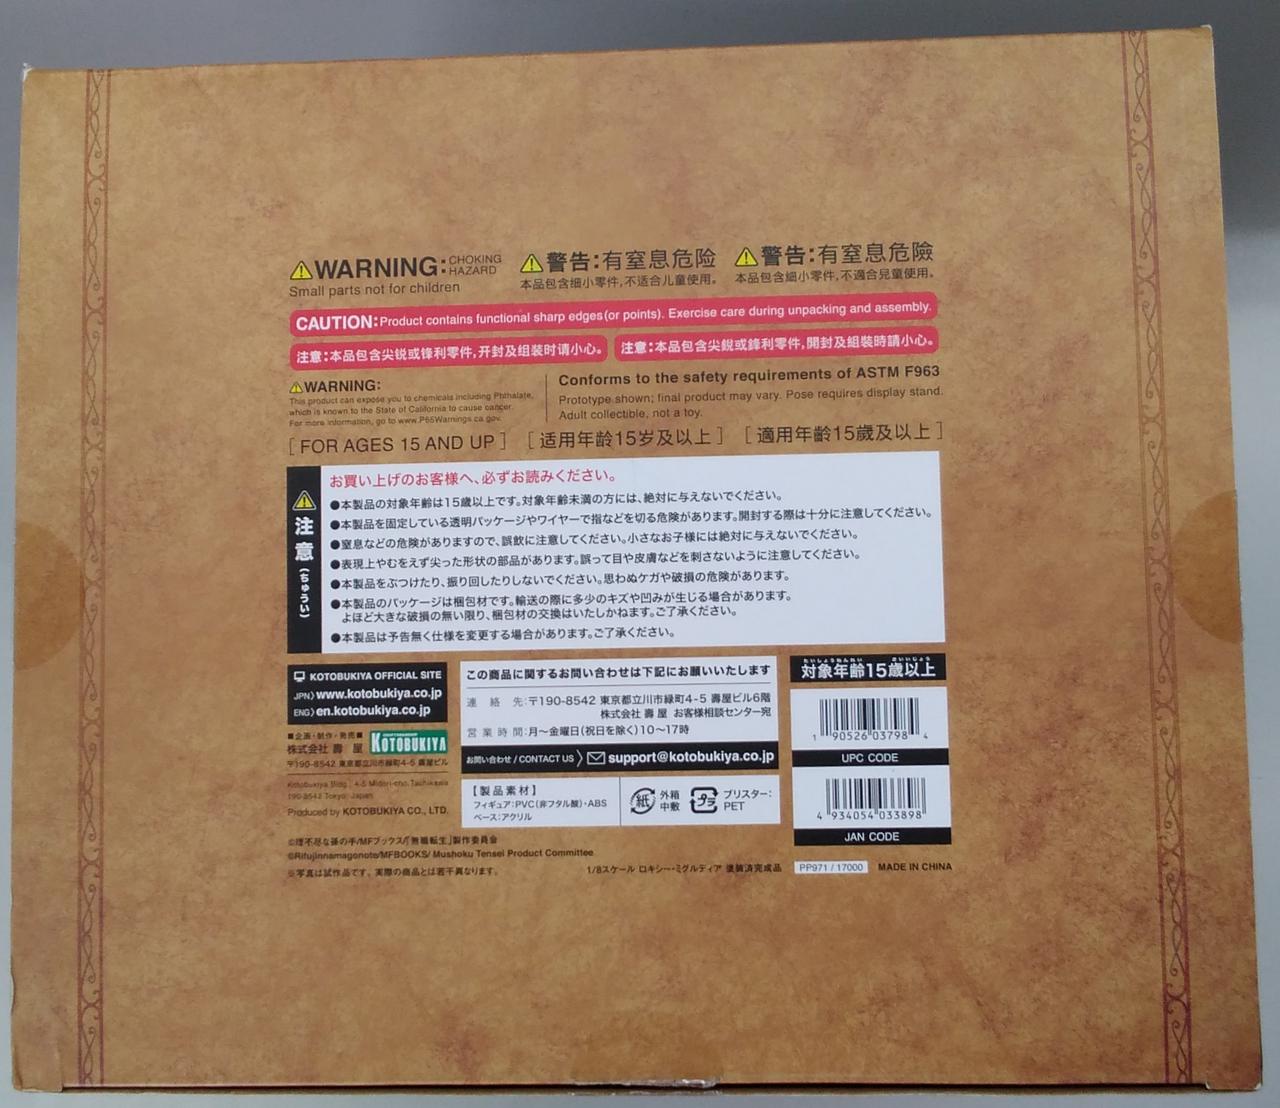 ⚠WARNING: CHOKING HAZARD
Small parts not for children
⚠警告:有窒息危险
本品包含细小零件,不适合儿童使用。
⚠警告:有窒息危險
本品包含細小零件,不適合兒童使用。
CAUTION:Product contains functional sharp edges(or points). Exercise care during unpacking and assembly.
注意:本品包含尖锐或锋利零件,开封及组装时请小心。
注意:本品包含尖銳或鋒利零件,開封及組裝時請小心。
⚠WARNING:
This product can expose you to chemicals including Phthalate,
which is known to the State of California to cause cancer.
For more information, go to www.P65Warnings.ca.gov.
Conforms to the safety requirements of ASTM F963
Prototype shown; final product may vary. Pose requires display stand.
Adult collectible, not a toy.
[ FOR AGES 15 AND UP ] [ 适用年龄15岁及以上 ] [ 適用年齡15歲及以上 ]
⚠注意(ちゅうい)
お買い上げのお客様へ、必ずお読みください。
●本製品の対象年齢は15歳以上です。対象年齢未満の方には、絶対に与えないでください。
●本製品を固定している透明パッケージやワイヤーで指などを切る危険があります。開封する際は十分に注意してください。
●窒息などの危険がありますので、誤飲に注意してください。小さなお子様には絶対に与えないでください。
●表現上やむをえず尖った形状の部品があります。誤って目や皮膚などを刺さないように注意してください。
●本製品をぶつけたり、振り回したりしないでください。思わぬケガや破損の危険があります。
●本製品のパッケージは梱包材です。輸送の際に多少のキズや凹みが生じる場合があります。
よほど大きな破損の無い限り、梱包材の交換はいたしかねます。ご了承ください。
●本製品は予告無く仕様を変更する場合があります。ご了承ください。
KOTOBUKIYA OFFICIAL SITE
JPN〉www.kotobukiya.co.jp
ENG〉en.kotobukiya.co.jp
■企画・制作・発売■
株式会社 壽 屋
KOTOBUKIYA
〒190-8542 東京都立川市緑町4-5 壽屋ビル
Kotobukiya Bldg., 4-5 Midori-cho, Tachikawa
190-8542 Tokyo, Japan
Produced by KOTOBUKIYA CO., LTD.
この商品に関するお問い合わせは下記にお願いいたします
連 絡 先:〒190-8542 東京都立川市緑町4-5 壽屋ビル6階
株式会社 壽 屋 お客様相談センター宛
営業時間:月～金曜日(祝日を除く)10～17時
お問い合わせ / CONTACT US 〉 support@kotobukiya.co.jp
【製品素材】
フィギュア:PVC(非フタル酸)・ABS
ベース:アクリル
紙 外箱
中敷
プラ ブリスター:
PET
たいしょうねんれい さいいじょう
対象年齢15歳以上
1 90526 03798 4
UPC CODE
4 934054 033898
JAN CODE
©理不尽な孫の手/MFブックス/「無職転生」製作委員会
©Rifujinnamagonote/MFBOOKS/ Mushoku Tensei Product Committee
※写真は試作品です。実際の商品とは若干異なります。
1/8スケール ロキシー・ミグルディア 塗装済完成品
PP971 / 17000 MADE IN CHINA